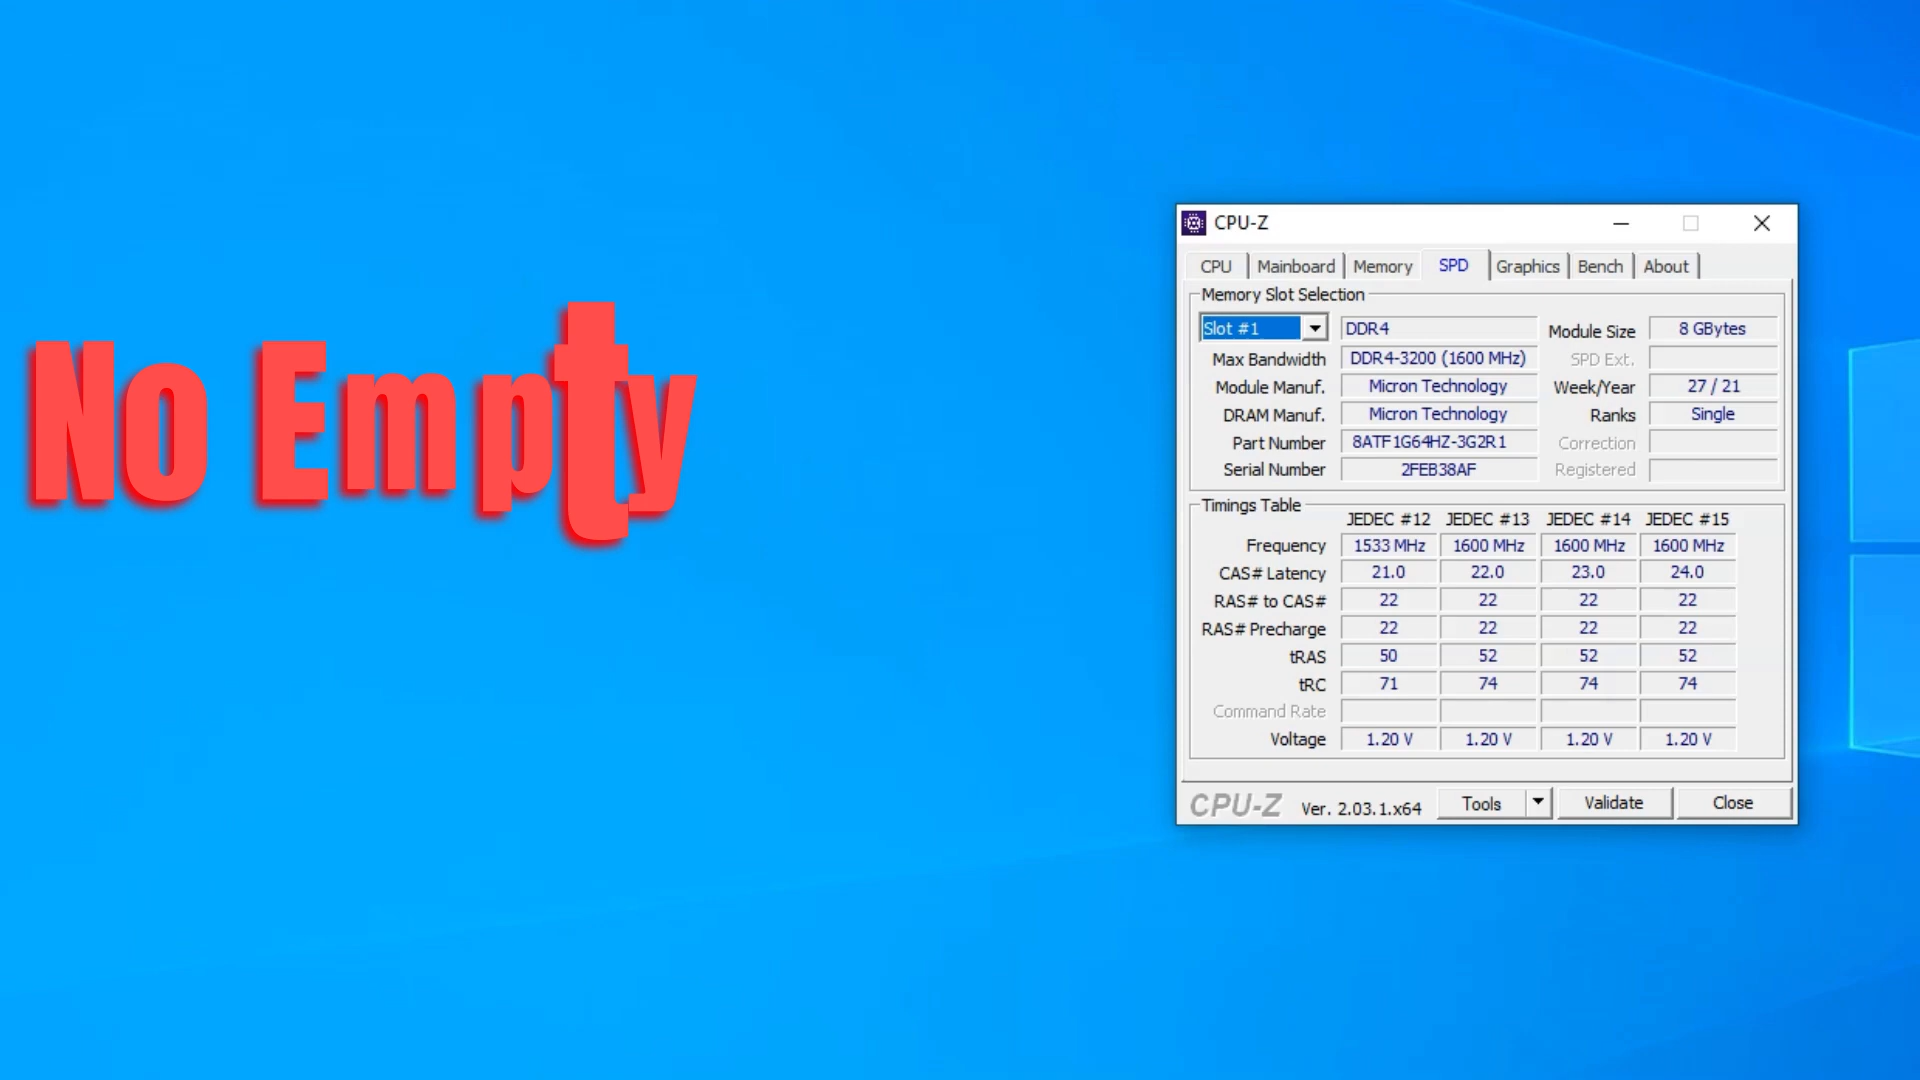 No Empty
CPU-Z
CPU Mainboard Memory SPD Graphics Bench About
Memory Slot Selection
Slot #1 DDR4 Module Size 8 GBytes
Max Bandwidth DDR4-3200 (1600 MHz) SPD Ext.
Module Manuf. Micron Technology Week/Year 27 / 21
DRAM Manuf. Micron Technology Ranks Single
Part Number 8ATF1G64HZ-3G2R1 Correction
Serial Number 2FEB38AF Registered
Timings Table
JEDEC #12 JEDEC #13 JEDEC #14 JEDEC #15
Frequency 1533 MHz 1600 MHz 1600 MHz 1600 MHz
CAS# Latency 21.0 22.0 23.0 24.0
RAS# to CAS# 22 22 22 22
RAS# Precharge 22 22 22 22
tRAS 50 52 52 52
tRC 71 74 74 74
Command Rate
Voltage 1.20 V 1.20 V 1.20 V 1.20 V
CPU-Z Ver. 2.03.1.x64 Tools Validate Close